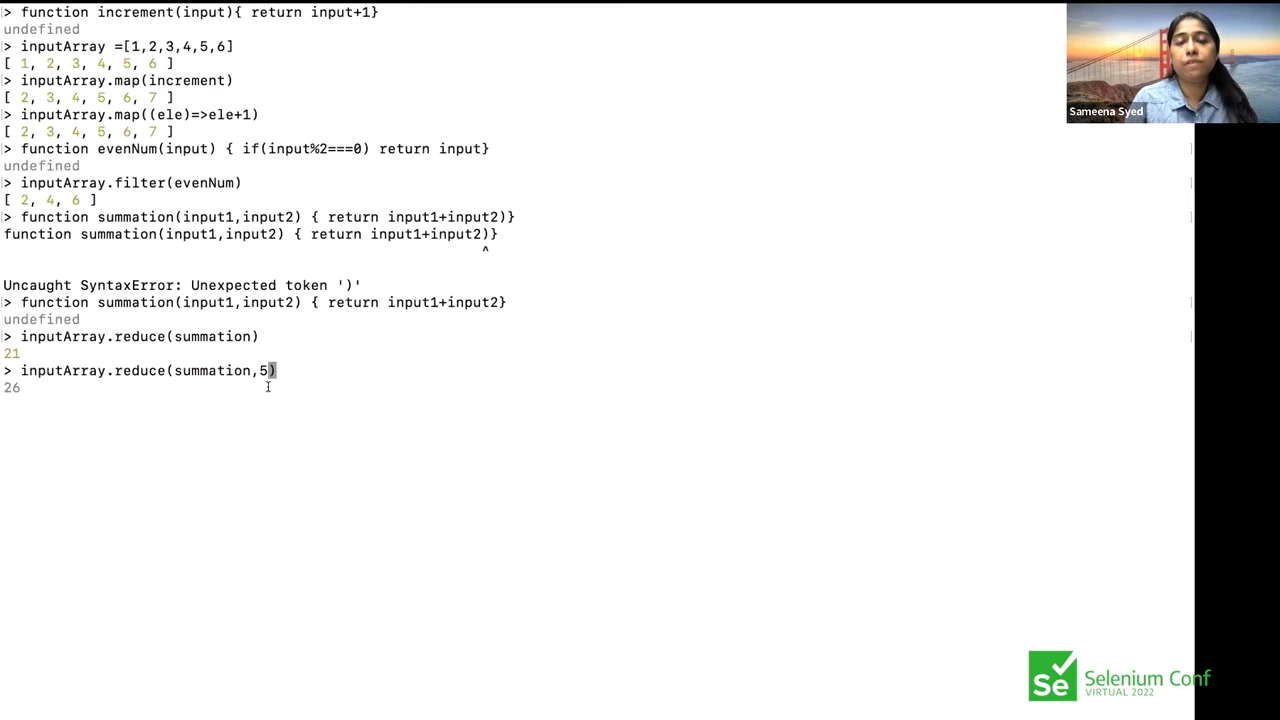 > function increment(input){ return input+1}
undefined
> inputArray =[1,2,3,4,5,6]
[ 1, 2, 3, 4, 5, 6 ]
> inputArray.map(increment)
[ 2, 3, 4, 5, 6, 7 ]
> inputArray.map((ele)=>ele+1)
[ 2, 3, 4, 5, 6, 7 ]
> function evenNum(input) { if(input%2===0) return input}
undefined
> inputArray.filter(evenNum)
[ 2, 4, 6 ]
> function summation(input1,input2) { return input1+input2)}
function summation(input1,input2) { return input1+input2)}
^
Uncaught SyntaxError: Unexpected token ')'
> function summation(input1,input2) { return input1+input2}
undefined
> inputArray.reduce(summation)
21
> inputArray.reduce(summation,5)
26
Sameena Syed
Se Selenium Conf
VIRTUAL 2022